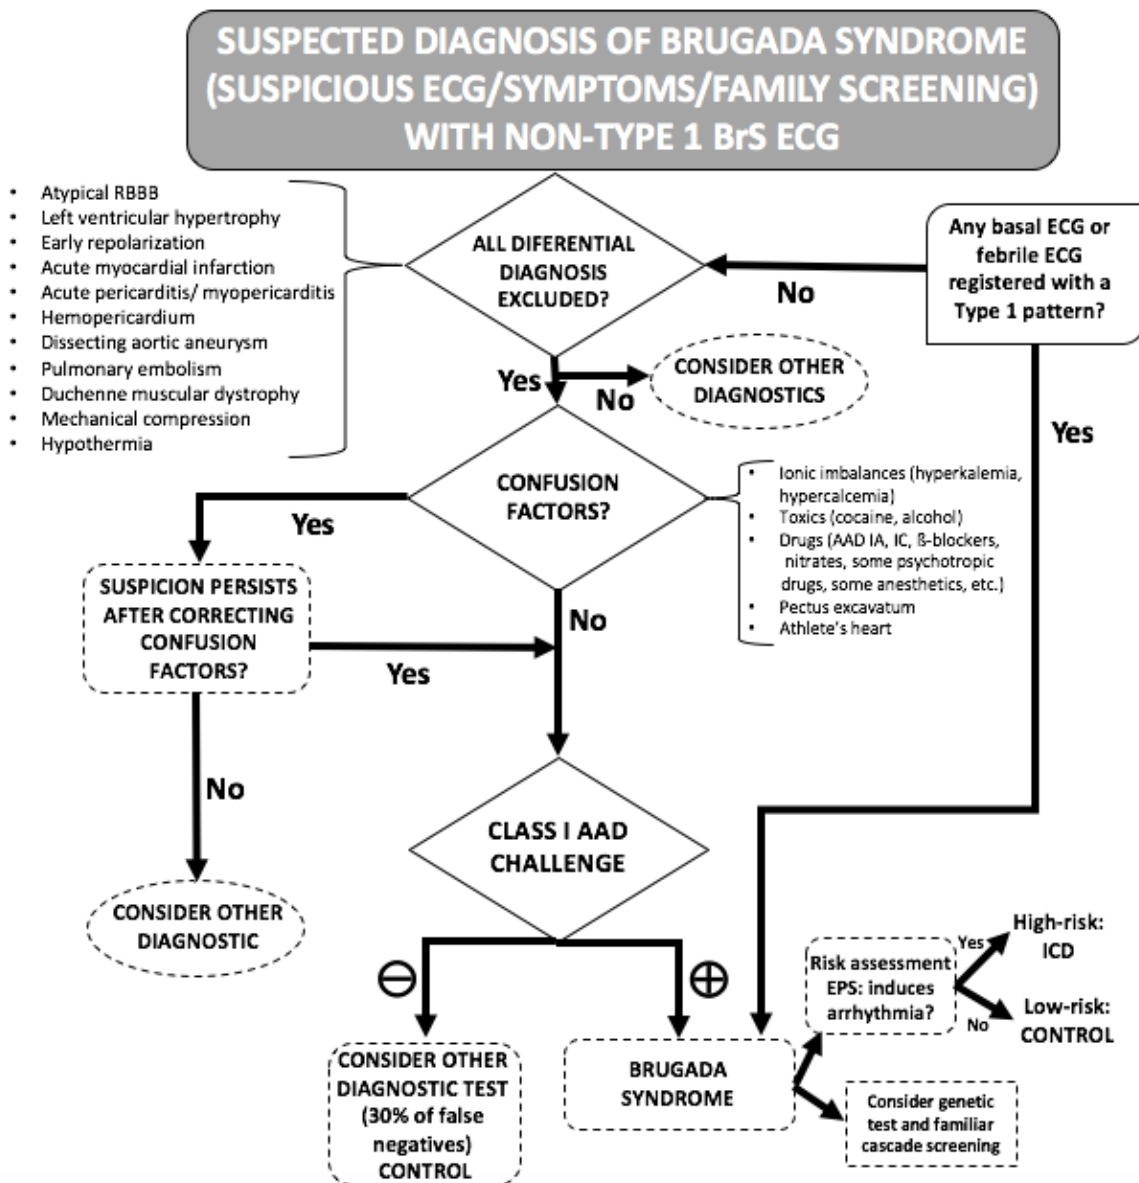 SUSPECTED DIAGNOSIS OF BRUGADA SYNDROME
(SUSPICIOUS ECG/SYMPTOMS/FAMILY SCREENING)
WITH NON-TYPE 1 BrS ECG
• Atypical RBBB
• Left ventricular hypertrophy
• Early repolarization
• Acute myocardial infarction
• Acute pericarditis/ myopericarditis
• Hemopericardium
• Dissecting aortic aneurysm
• Pulmonary embolism
• Duchenne muscular dystrophy
• Mechanical compression
• Hypothermia
ALL DIFERENTIAL
DIAGNOSIS
EXCLUDED?
Any basal ECG or
febrile ECG
registered with a
Type 1 pattern?
No
Yes
No
CONSIDER OTHER
DIAGNOSTICS
Yes
CONFUSION
FACTORS?
• Ionic imbalances (hyperkalemia,
hypercalcemia)
• Toxics (cocaine, alcohol)
• Drugs (AAD IA, IC, ß-blockers,
nitrates, some psychotropic
drugs, some anesthetics, etc.)
• Pectus excavatum
• Athlete's heart
Yes
SUSPICION PERSISTS
AFTER CORRECTING
CONFUSION
FACTORS?
No
Yes
No
CONSIDER OTHER
DIAGNOSTIC
CLASS I AAD
CHALLENGE
CONSIDER OTHER
DIAGNOSTIC TEST
(30% of false
negatives)
CONTROL
BRUGADA
SYNDROME
Risk assessment
EPS: induces
arrhythmia?
Yes
High-risk:
ICD
No
Low-risk:
CONTROL
Consider genetic
test and familiar
cascade screening